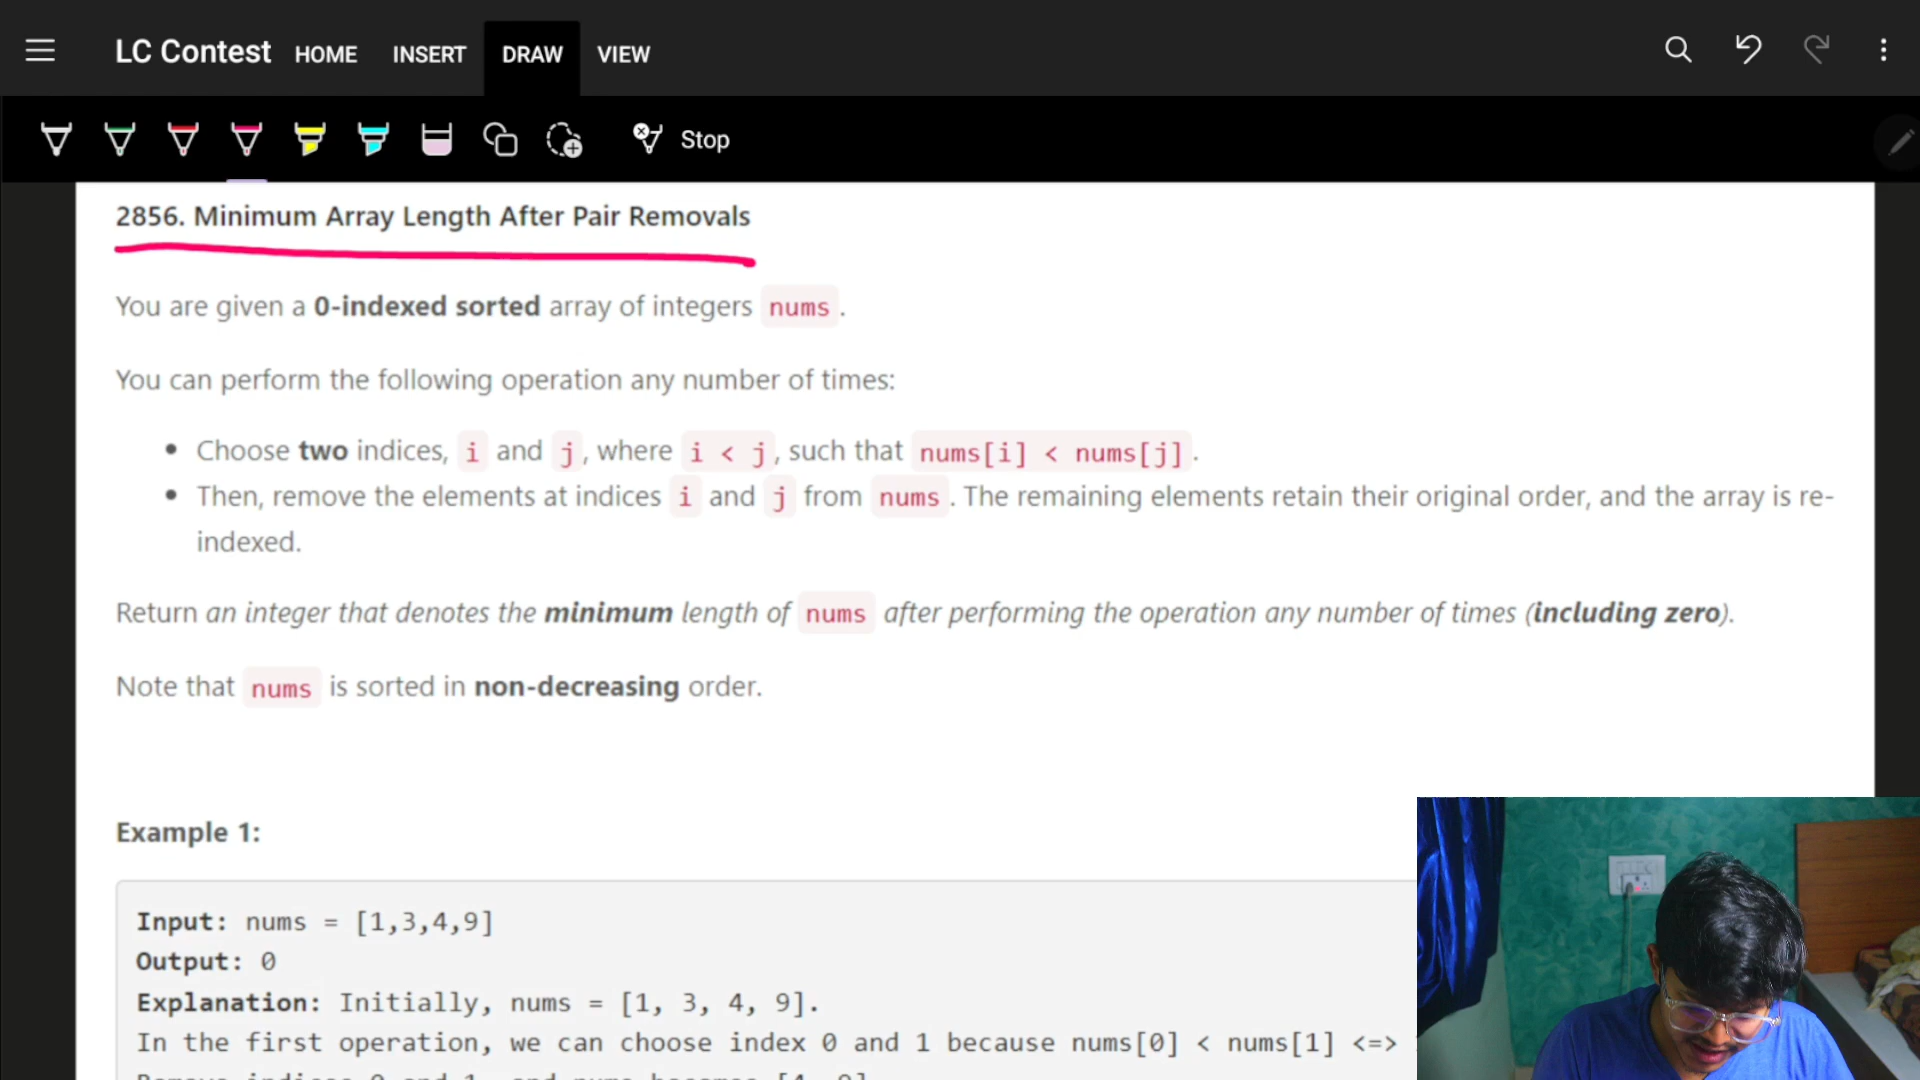 LC Contest HOME INSERT DRAW VIEW
Stop
2856. Minimum Array Length After Pair Removals
You are given a 0-indexed sorted array of integers nums .
You can perform the following operation any number of times:
• Choose two indices, i and j , where i < j , such that nums[i] < nums[j] .
• Then, remove the elements at indices i and j from nums . The remaining elements retain their original order, and the array is re-
indexed.
Return an integer that denotes the minimum length of nums after performing the operation any number of times (including zero).
Note that nums is sorted in non-decreasing order.
Example 1:
Input: nums = [1,3,4,9]
Output: 0
Explanation: Initially, nums = [1, 3, 4, 9].
In the first operation, we can choose index 0 and 1 because nums[0] < nums[1] <=>